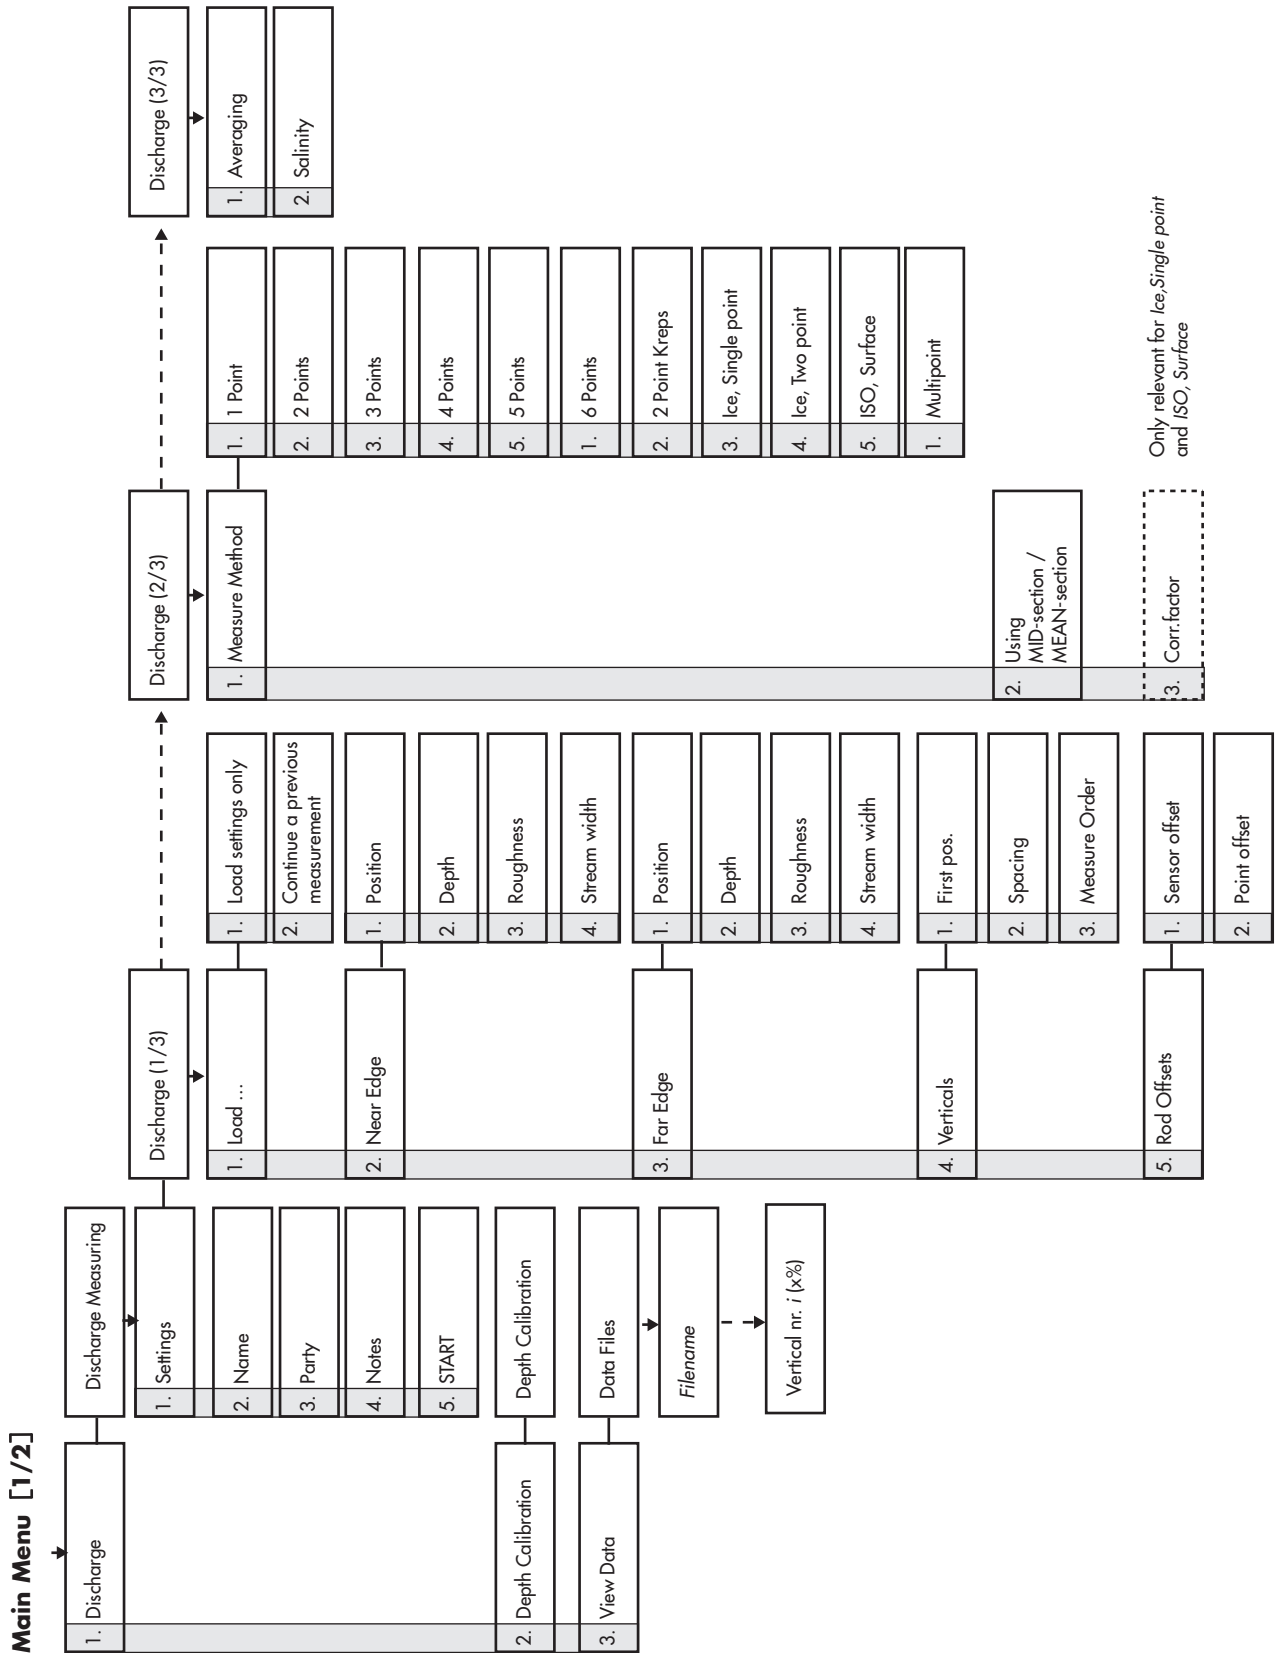 Main Menu [1/2]
1. Discharge
2. Depth Calibration
3. View Data
Discharge Measuring
1. Settings
2. Name
3. Party
4. Notes
5. START
Depth Calibration
Data Files
Filename
Vertical nr. i (x%)
Discharge (1/3)
1. Load ...
2. Near Edge
3. Far Edge
4. Verticals
5. Rod Offsets
1. Load settings only
2. Continue a previous
measurement
1. Position
2. Depth
3. Roughness
4. Stream width
1. Position
2. Depth
3. Roughness
4. Stream width
1. First pos.
2. Spacing
3. Measure Order
1. Sensor offset
2. Point offset
Discharge (2/3)
1. Measure Method
2. Using
MID-section /
MEAN-section
3. Corr.factor
1. 1 Point
2. 2 Points
3. 3 Points
4. 4 Points
5. 5 Points
1. 6 Points
2. 2 Point Kreps
3. Ice, Single point
4. Ice, Two point
5. ISO, Surface
1. Multipoint
Only relevant for Ice,Single point
and ISO, Surface
Discharge (3/3)
1. Averaging
2. Salinity